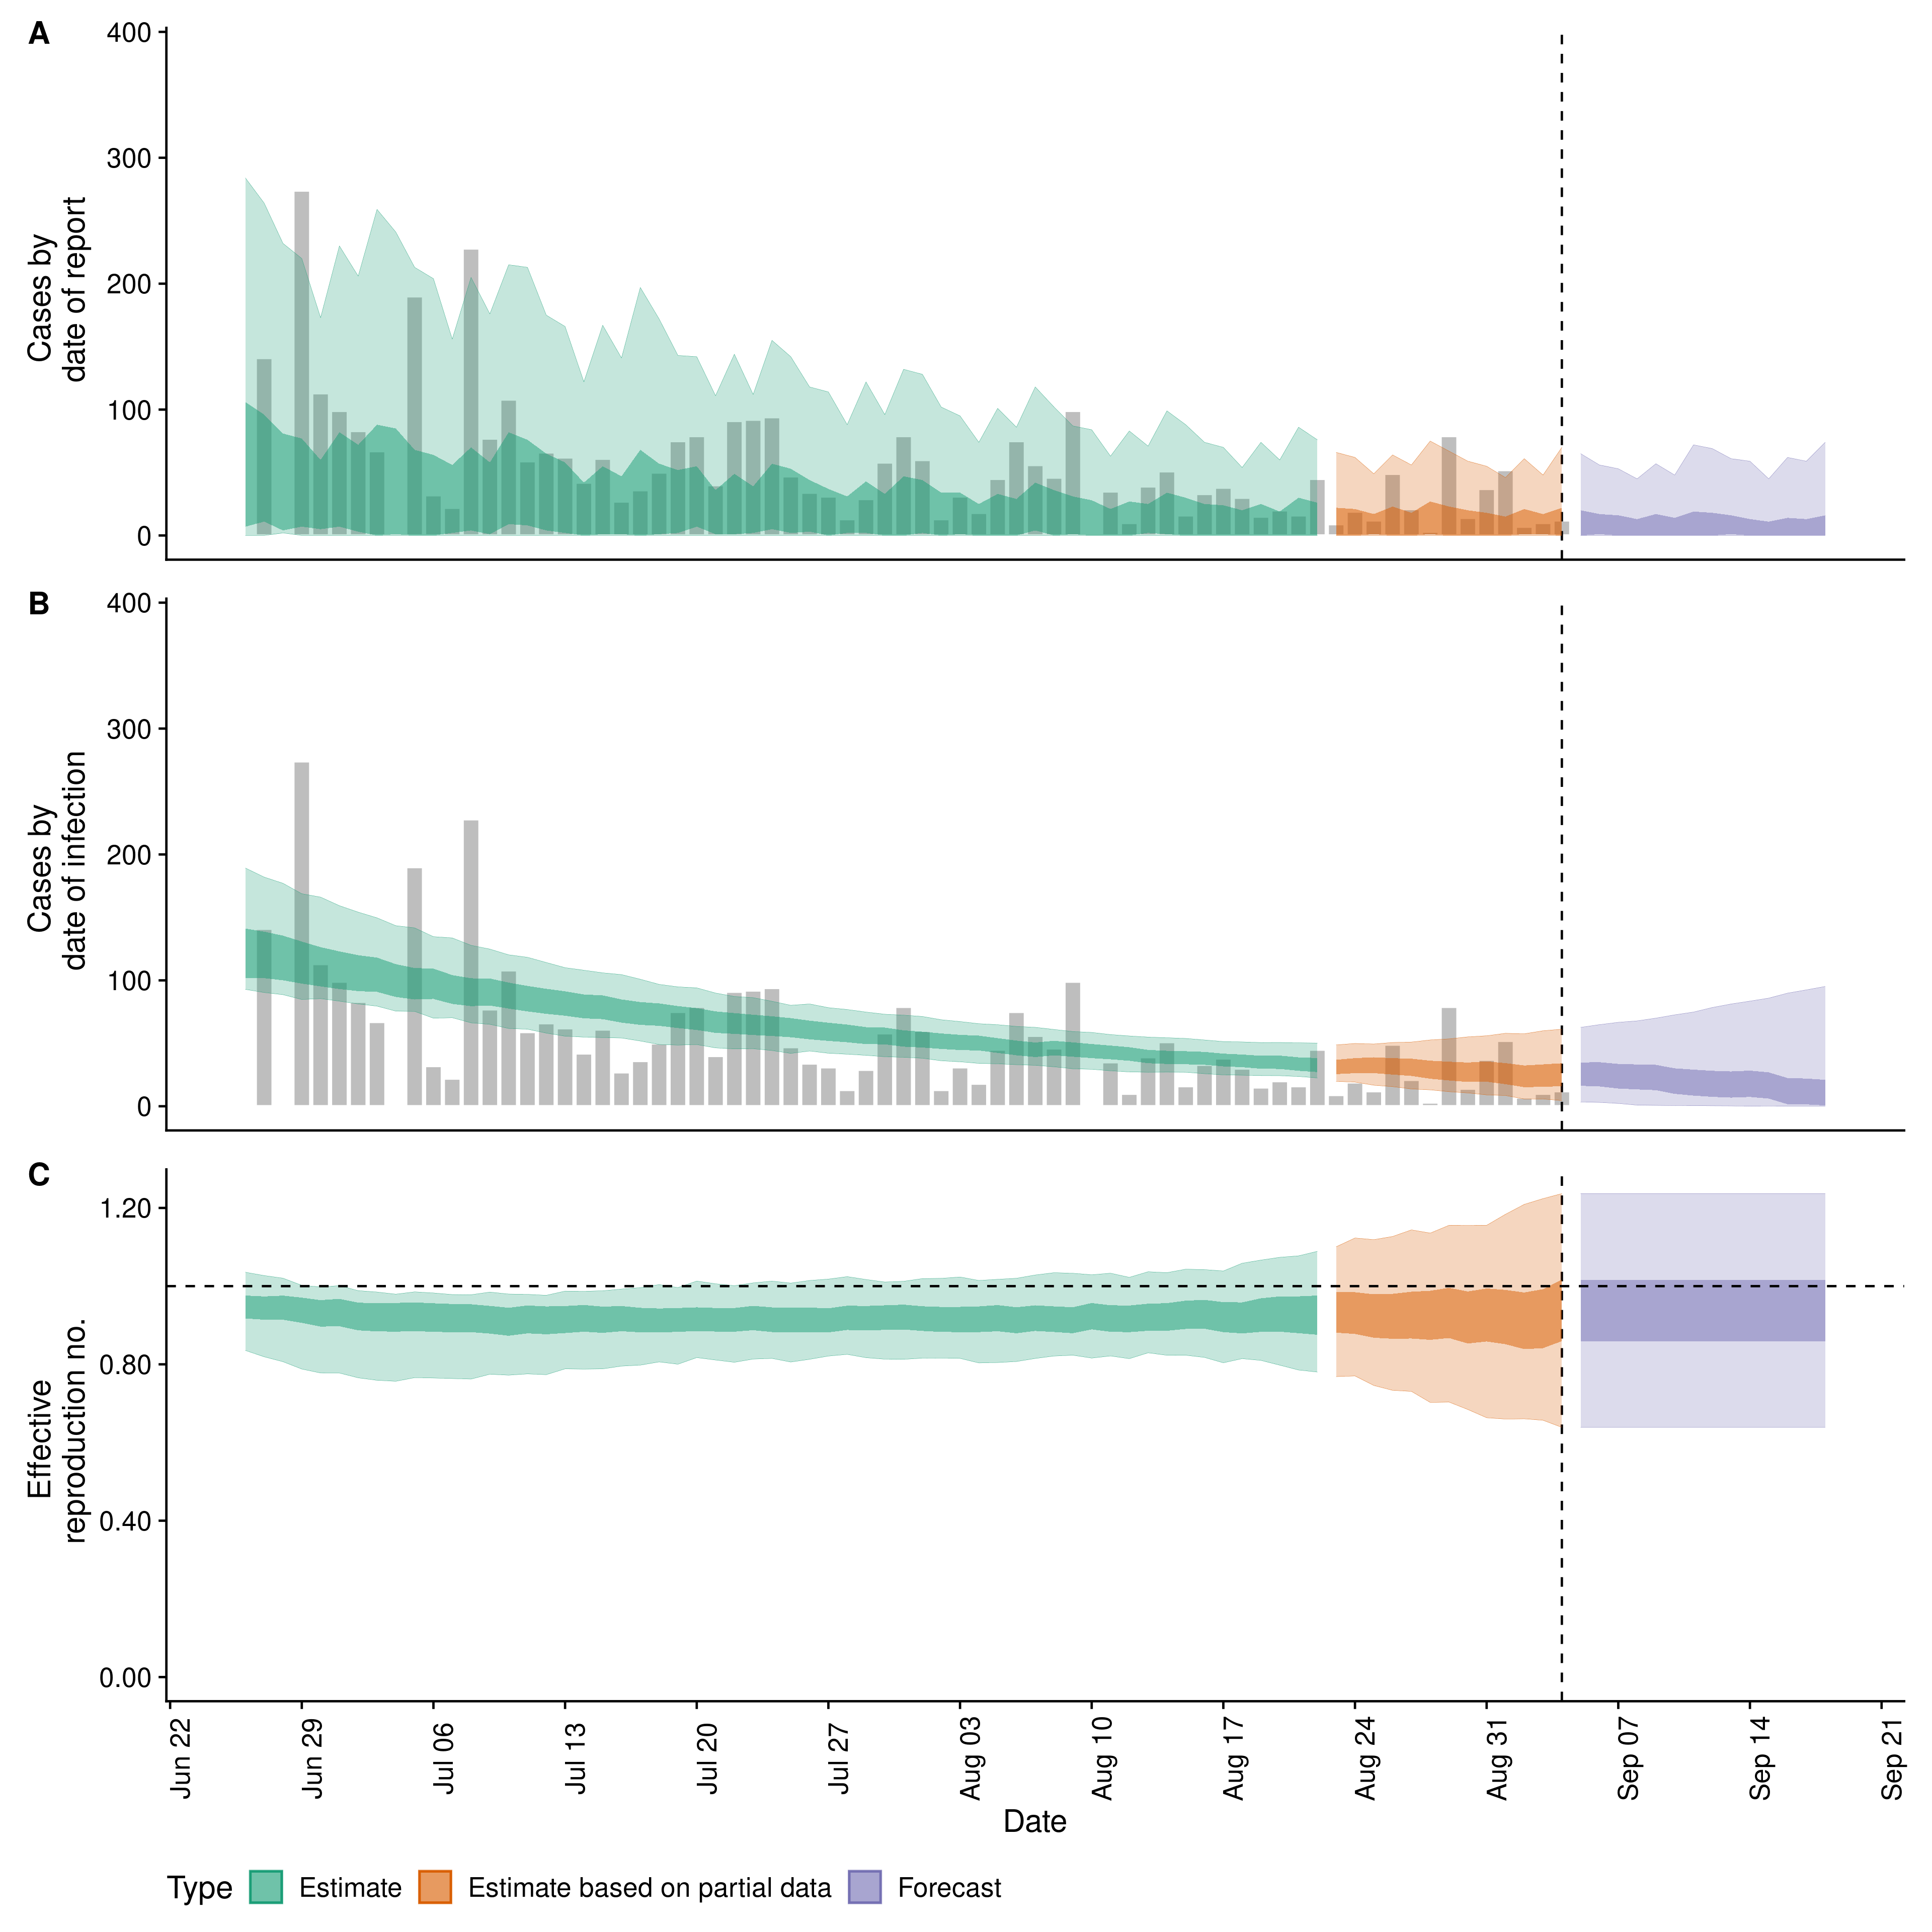 A
400
300
200
100
0
Cases by
date of report
B
400
300
200
100
0
Cases by
date of infection
C
1.20
0.80
0.40
0.00
Effective
reproduction no.
Jun 22
Jun 29
Jul 06
Jul 13
Jul 20
Jul 27
Aug 03
Aug 10
Aug 17
Aug 24
Aug 31
Sep 07
Sep 14
Sep 21
Date
Type Estimate Estimate based on partial data Forecast